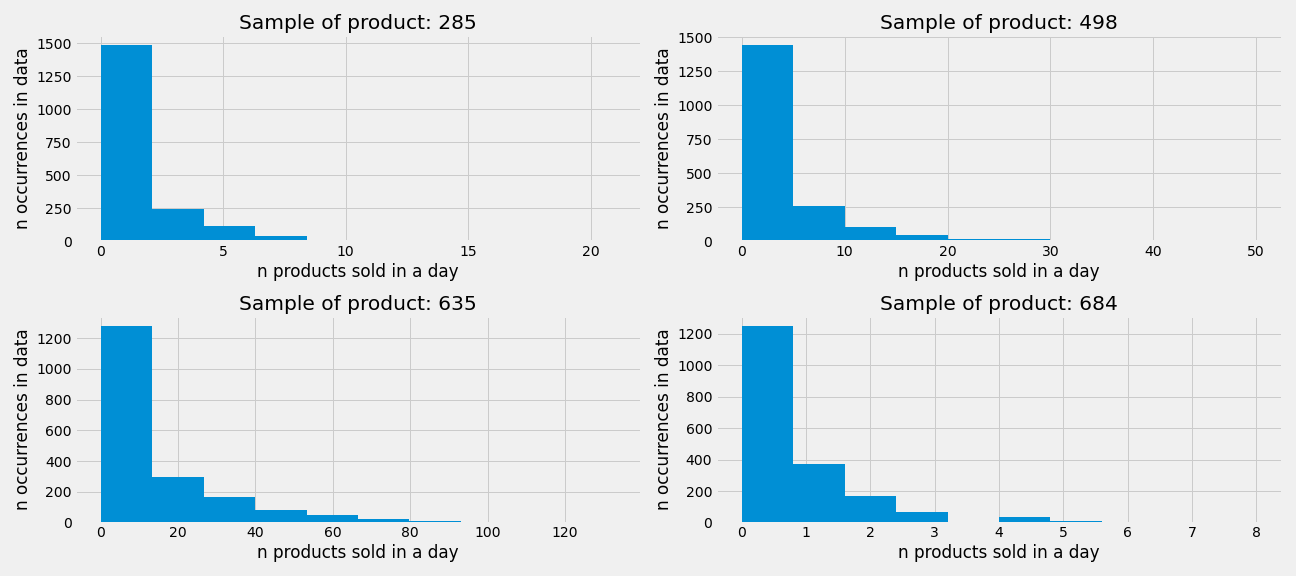 Sample of product: 285
n occurrences in data
1500
1250
1000
750
500
250
0
0 5 10 15 20
n products sold in a day
Sample of product: 498
n occurrences in data
1500
1250
1000
750
500
250
0
0 10 20 30 40 50
n products sold in a day
Sample of product: 635
n occurrences in data
1200
1000
800
600
400
200
0
0 20 40 60 80 100 120
n products sold in a day
Sample of product: 684
n occurrences in data
1200
1000
800
600
400
200
0
0 1 2 3 4 5 6 7 8
n products sold in a day